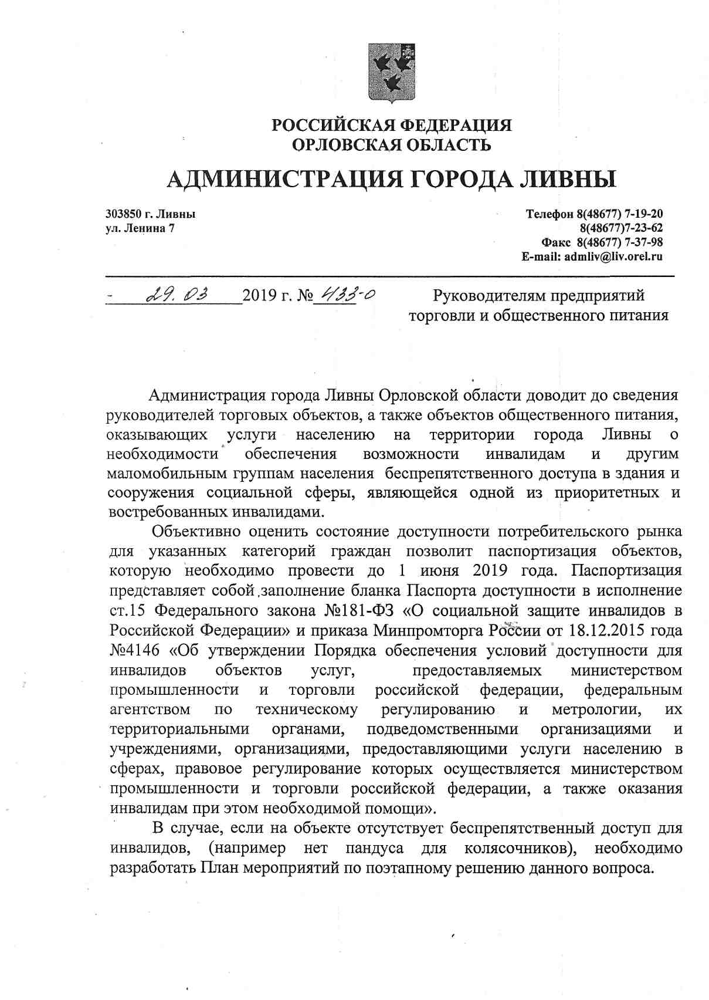 РОССИЙСКАЯ ФЕДЕРАЦИЯ
ОРЛОВСКАЯ ОБЛАСТЬ
АДМИНИСТРАЦИЯ ГОРОДА ЛИВНЫ
303850 г. Ливны
ул. Ленина 7
Телефон 8(48677) 7-19-20
8(48677)7-23-62
Факс 8(48677) 7-37-98
E-mail: admliv@liv.orel.ru
29.03 2019 г. № 433-о
Руководителям предприятий
торговли и общественного питания
Администрация города Ливны Орловской области доводит до сведения
руководителей торговых объектов, а также объектов общественного питания,
оказывающих услуги населению на территории города Ливны о
необходимости обеспечения возможности инвалидам и другим
маломобильным группам населения беспрепятственного доступа в здания и
сооружения социальной сферы, являющейся одной из приоритетных и
востребованных инвалидами.
Объективно оценить состояние доступности потребительского рынка
для указанных категорий граждан позволит паспортизация объектов,
которую необходимо провести до 1 июня 2019 года. Паспортизация
представляет собой заполнение бланка Паспорта доступности в исполнение
ст.15 Федерального закона №181-ФЗ «О социальной защите инвалидов в
Российской Федерации» и приказа Минпромторга России от 18.12.2015 года
№4146 «Об утверждении Порядка обеспечения условий доступности для
инвалидов объектов услуг, предоставляемых министерством
промышленности и торговли российской федерации, федеральным
агентством по техническому регулированию и метрологии, их
территориальными органами, подведомственными организациями и
учреждениями, организациями, предоставляющими услуги населению в
сферах, правовое регулирование которых осуществляется министерством
промышленности и торговли российской федерации, а также оказания
инвалидам при этом необходимой помощи».
В случае, если на объекте отсутствует беспрепятственный доступ для
инвалидов, (например нет пандуса для колясочников), необходимо
разработать План мероприятий по поэтапному решению данного вопроса.